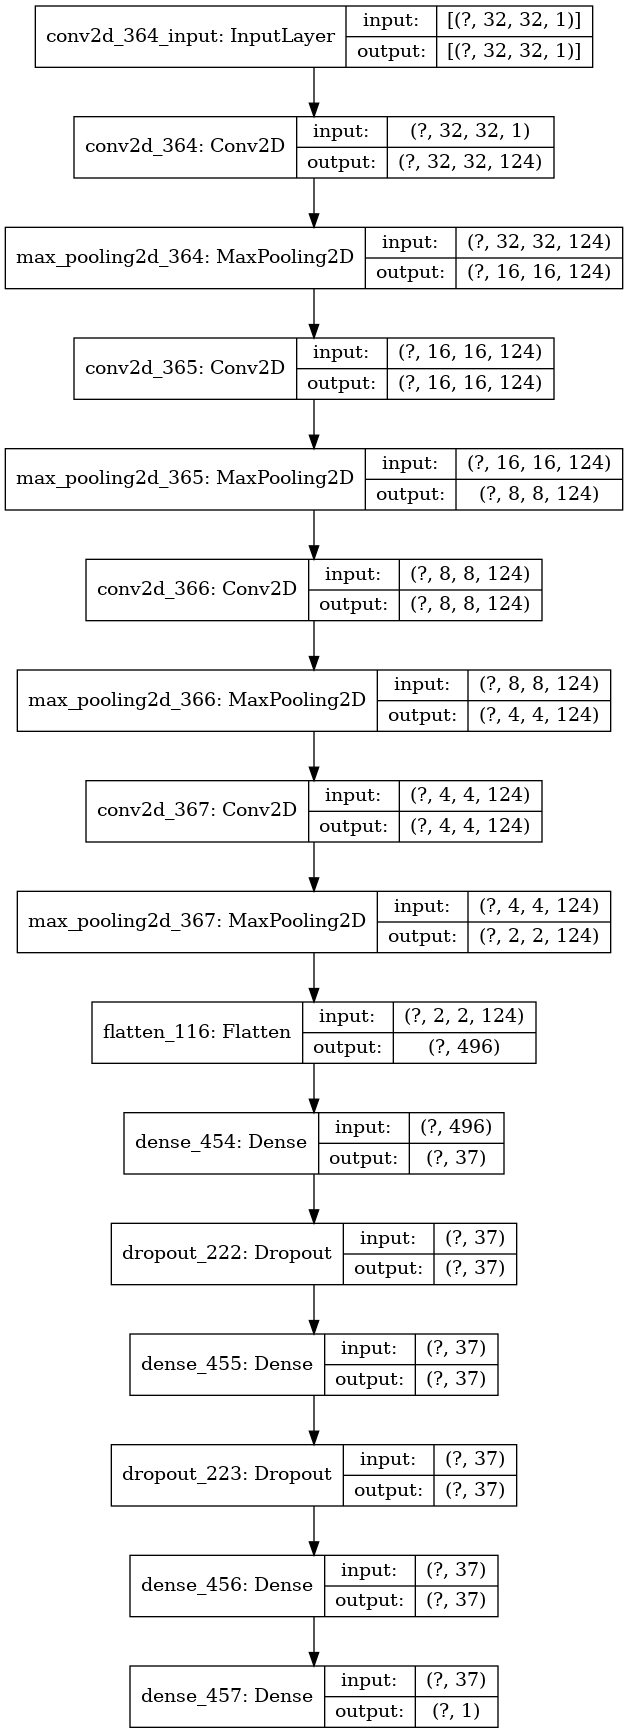 conv2d_364_input: InputLayer
input: [(?, 32, 32, 1)]
output: [(?, 32, 32, 1)]
conv2d_364: Conv2D
input: (?, 32, 32, 1)
output: (?, 32, 32, 124)
max_pooling2d_364: MaxPooling2D
input: (?, 32, 32, 124)
output: (?, 16, 16, 124)
conv2d_365: Conv2D
input: (?, 16, 16, 124)
output: (?, 16, 16, 124)
max_pooling2d_365: MaxPooling2D
input: (?, 16, 16, 124)
output: (?, 8, 8, 124)
conv2d_366: Conv2D
input: (?, 8, 8, 124)
output: (?, 8, 8, 124)
max_pooling2d_366: MaxPooling2D
input: (?, 8, 8, 124)
output: (?, 4, 4, 124)
conv2d_367: Conv2D
input: (?, 4, 4, 124)
output: (?, 4, 4, 124)
max_pooling2d_367: MaxPooling2D
input: (?, 4, 4, 124)
output: (?, 2, 2, 124)
flatten_116: Flatten
input: (?, 2, 2, 124)
output: (?, 496)
dense_454: Dense
input: (?, 496)
output: (?, 37)
dropout_222: Dropout
input: (?, 37)
output: (?, 37)
dense_455: Dense
input: (?, 37)
output: (?, 37)
dropout_223: Dropout
input: (?, 37)
output: (?, 37)
dense_456: Dense
input: (?, 37)
output: (?, 37)
dense_457: Dense
input: (?, 37)
output: (?, 1)